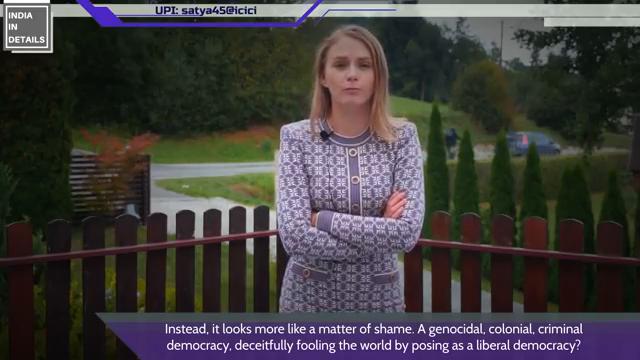 UPI: satya45@icici
INDIA
IN
DETAILS
Instead, it looks more like a matter of shame. A genocidal, colonial, criminal
democracy, deceitfully fooling the world by posing as a liberal democracy?